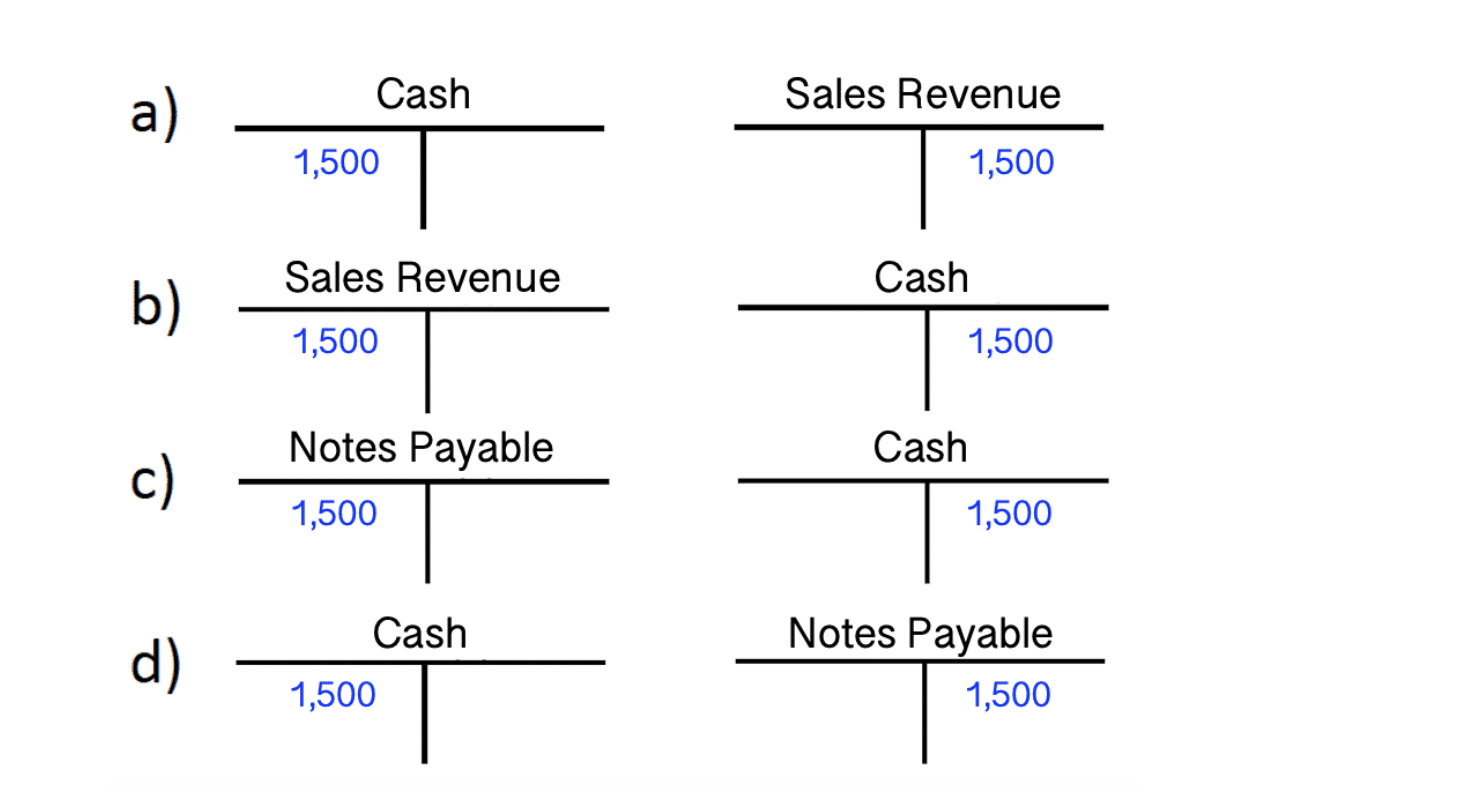 a) Cash Sales Revenue
1,500 1,500
b) Sales Revenue Cash
1,500 1,500
c) Notes Payable Cash
1,500 1,500
d) Cash Notes Payable
1,500 1,500